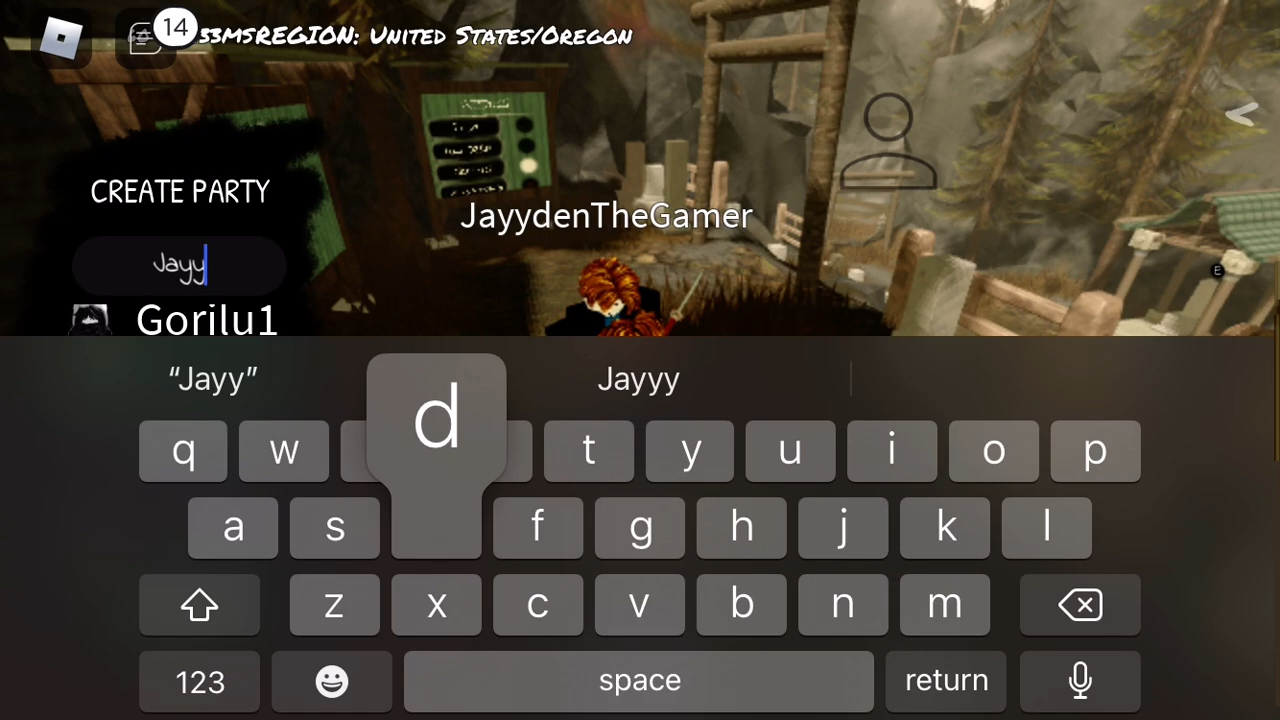 14
33msREGION: United States/Oregon
CREATE PARTY
JayydenTheGamer
Jayy
E
Gorilu1
“Jayy”
Jayyy
d
q w t y u i o p
a s f g h j k l
z x c v b n m
123 space return